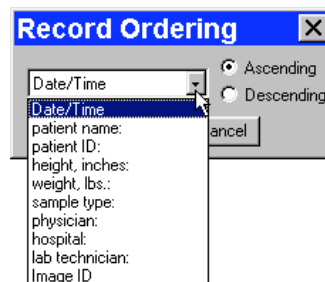 Record Ordering
Date/Time
Ascending
Descending
Date/Time
patient name:
patient ID:
height, inches:
weight, lbs.:
sample type:
physician:
hospital:
lab technician:
Image ID
ancel